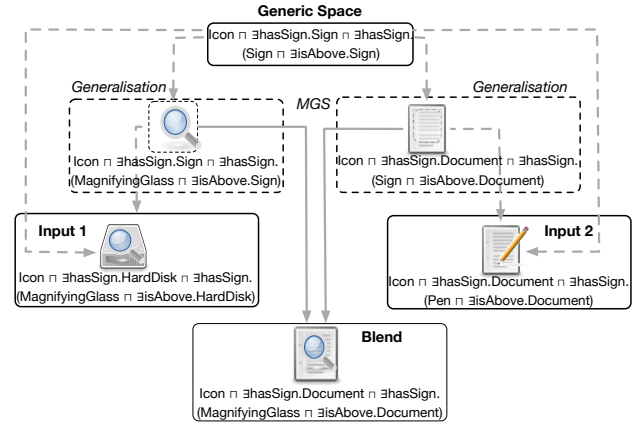 Generic Space
Icon ⊓ ∃hasSign.Sign ⊓ ∃hasSign.
(Sign ⊓ ∃isAbove.Sign)
Generalisation
MGS
Generalisation
Icon ⊓ ∃hasSign.Sign ⊓ ∃hasSign.
(MagnifyingGlass ⊓ ∃isAbove.Sign)
Icon ⊓ ∃hasSign.Document ⊓ ∃hasSign.
(Sign ⊓ ∃isAbove.Document)
Input 1
Icon ⊓ ∃hasSign.HardDisk ⊓ ∃hasSign.
(MagnifyingGlass ⊓ ∃isAbove.HardDisk)
Input 2
Icon ⊓ ∃hasSign.Document ⊓ ∃hasSign.
(Pen ⊓ ∃isAbove.Document)
Blend
Icon ⊓ ∃hasSign.Document ⊓ ∃hasSign.
(MagnifyingGlass ⊓ ∃isAbove.Document)